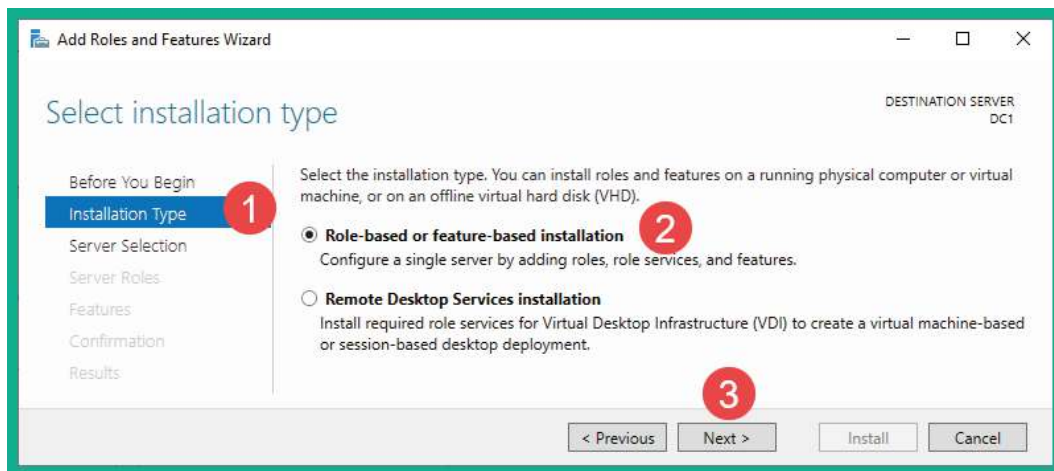 Add Roles and Features Wizard
Select installation type
DESTINATION SERVER
DC1
Before You Begin
Installation Type
1
Server Selection
Server Roles
Features
Confirmation
Results
Select the installation type. You can install roles and features on a running physical computer or virtual
machine, or on an offline virtual hard disk (VHD).
Role-based or feature-based installation
2
Configure a single server by adding roles, role services, and features.
Remote Desktop Services installation
Install required role services for Virtual Desktop Infrastructure (VDI) to create a virtual machine-based
or session-based desktop deployment.
3
< Previous
Next >
Install
Cancel